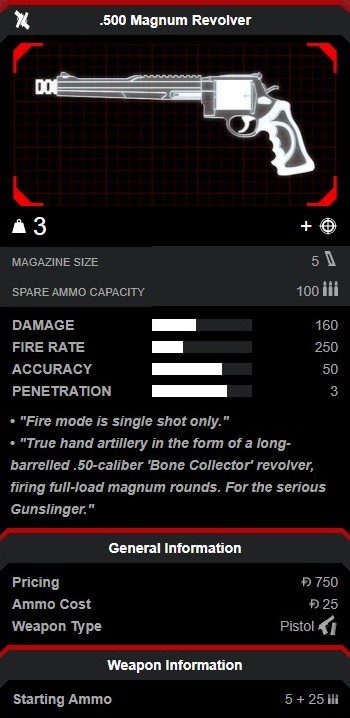 .500 Magnum Revolver
3 +
MAGAZINE SIZE 5
SPARE AMMO CAPACITY 100
DAMAGE 160
FIRE RATE 250
ACCURACY 50
PENETRATION 3
• "Fire mode is single shot only."
• "True hand artillery in the form of a long-
barrelled .50-caliber 'Bone Collector' revolver,
firing full-load magnum rounds. For the serious
Gunslinger."
General Information
Pricing 750
Ammo Cost 25
Weapon Type Pistol
Weapon Information
Starting Ammo 5 + 25